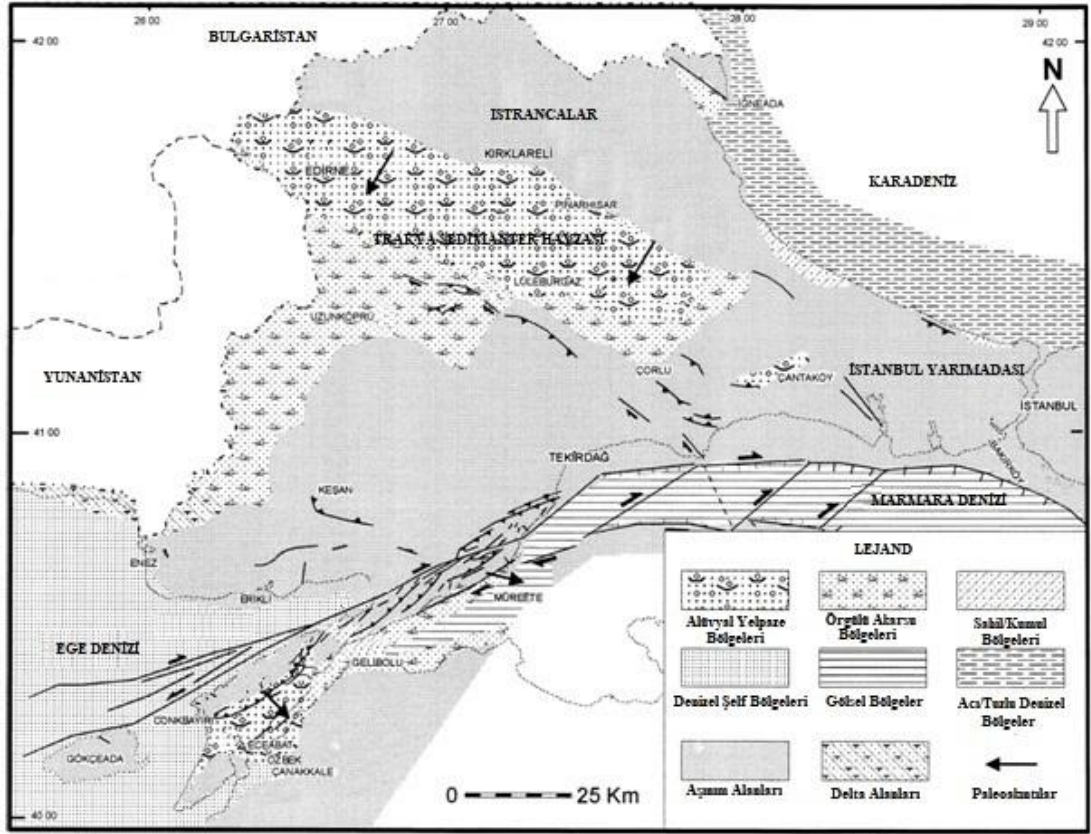 26 00
27 00
28 00
29 00
42 00
42 00
BULGARİSTAN
N
İĞNEADA
ISTRANCALAR
KIRKLARELİ
EDİRNE
KARADENİZ
PINARHİSAR
TRAKYA SEDİMANTER HAVZASI
LÜLEBURGAZ
UZUNKÖPRÜ
YUNANİSTAN
ÇORLU
ÇANTAKÖY
İSTANBUL YARIMADASI
İSTANBUL
41 00
TEKİRDAĞ
BAKIRKÖY
KEŞAN
MARMARA DENİZİ
ENEZ
ERİKLİ
MÜREFTE
EGE DENİZİ
GELİBOLU
CONKBAYIRI
GÖKÇEADA
ECEABAT
ÖZBEK
ÇANAKKALE
0 25 Km
40 00
LEJAND
Alüvyal Yelpaze
Bölgeleri
Örgülü Akarsu
Bölgeleri
Sahil/Kumul
Bölgeleri
Denizel Şelf Bölgeleri
Gölsel Bölgeler
Acı/Tuzlu Denizel
Bölgeler
Aşınım Alanları
Delta Alanları
Paleoakıntılar